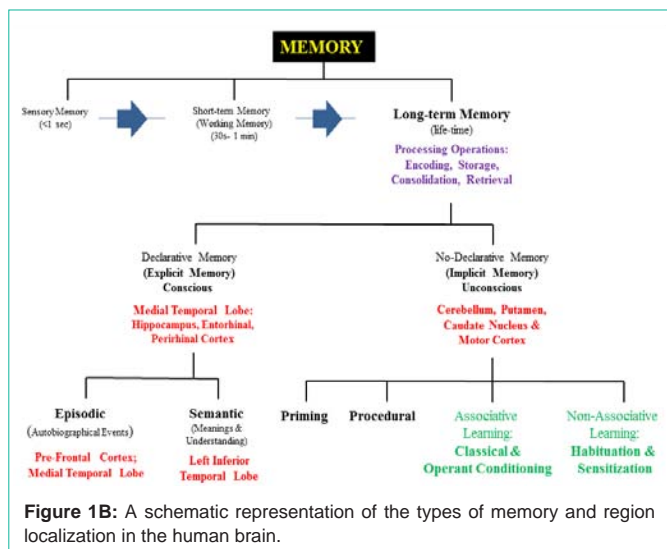 MEMORY
Sensory Memory
(<1 sec)
Short-term Memory
(Working Memory)
(30s- 1 min)
Long-term Memory
(life-time)
Processing Operations:
Encoding, Storage,
Consolidation, Retrieval
Declarative Memory
(Explicit Memory)
Conscious
Medial Temporal Lobe:
Hippocampus, Entorhinal,
Perirhinal Cortex
No-Declarative Memory
(Implicit Memory)
Unconscious
Cerebellum, Putamen,
Caudate Nucleus &
Motor Cortex
Episodic
(Autobiographical Events)
Pre-Frontal Cortex;
Medial Temporal Lobe
Semantic
(Meanings &
Understanding)
Left Inferior
Temporal Lobe
Priming
Procedural
Associative
Learning:
Classical &
Operant Conditioning
Non-Associative
Learning:
Habituation &
Sensitization
Figure 1B: A schematic representation of the types of memory and region
localization in the human brain.